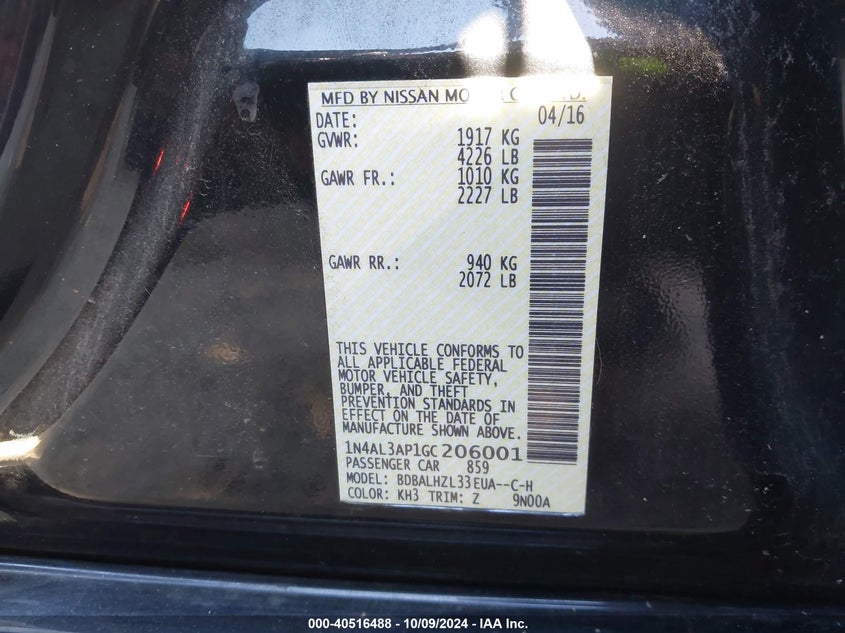 MFD BY NISSAN
DATE: 04/16
GVWR: 1917 KG
4226 LB
GAWR FR.: 1010 KG
2227 LB
GAWR RR.: 940 KG
2072 LB
THIS VEHICLE CONFORMS TO
ALL APPLICABLE FEDERAL
MOTOR VEHICLE SAFETY,
BUMPER, AND THEFT
PREVENTION STANDARDS IN
EFFECT ON THE DATE OF
MANUFACTURE SHOWN ABOVE.
1N4AL3AP1GC206001
PASSENGER CAR 859
MODEL: BDBALHZL33EUA--C-H
COLOR: KH3 TRIM: Z 9N00A
000-40516488 - 10/09/2024 - IAA Inc.